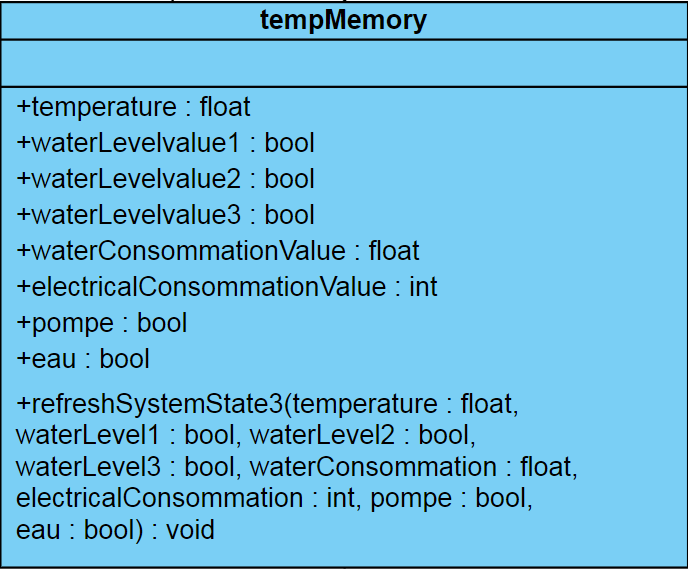 tempMemory
+temperature : float
+waterLevelvalue1 : bool
+waterLevelvalue2 : bool
+waterLevelvalue3 : bool
+waterConsommationValue : float
+electricalConsommationValue : int
+pompe : bool
+eau : bool
+refreshSystemState3(temperature : float,
waterLevel1 : bool, waterLevel2 : bool,
waterLevel3 : bool, waterConsommation : float,
electricalConsommation : int, pompe : bool,
eau : bool) : void